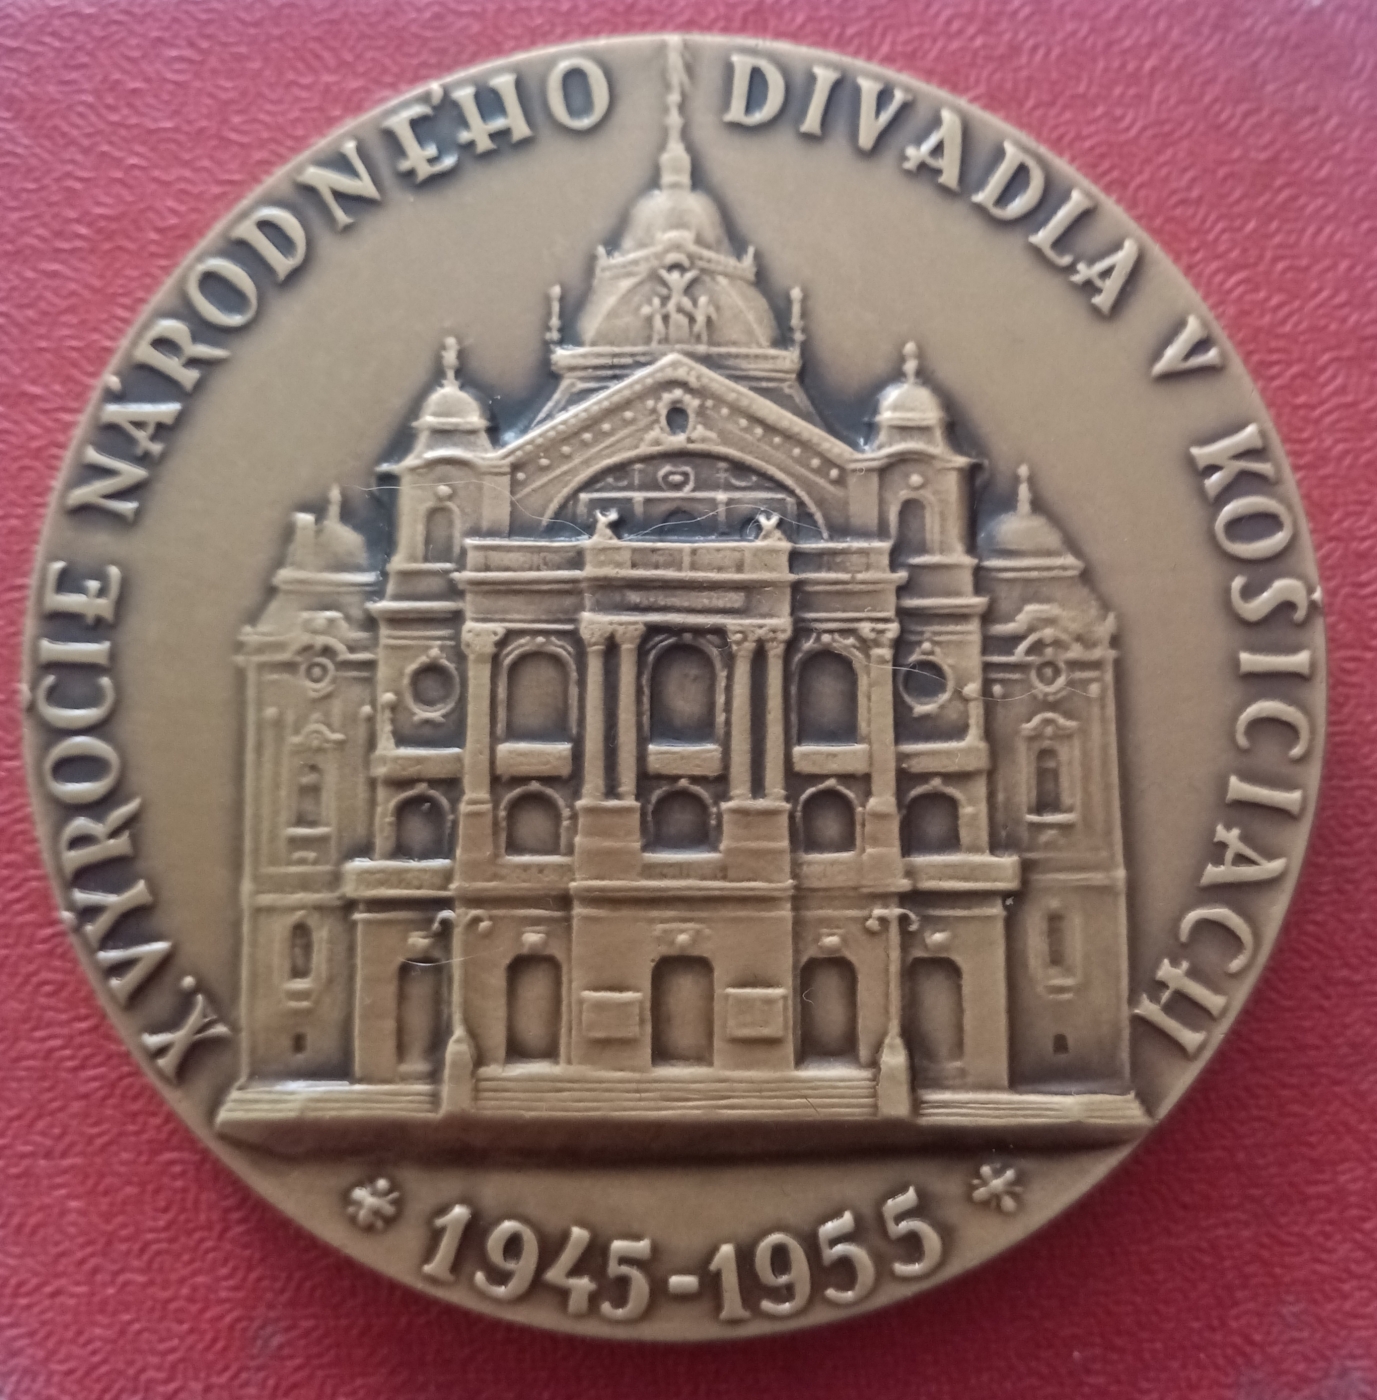 X. VÝROČIE NÁRODNÉHO DIVADLA V KOŠICIACH
* 1945-1955 *